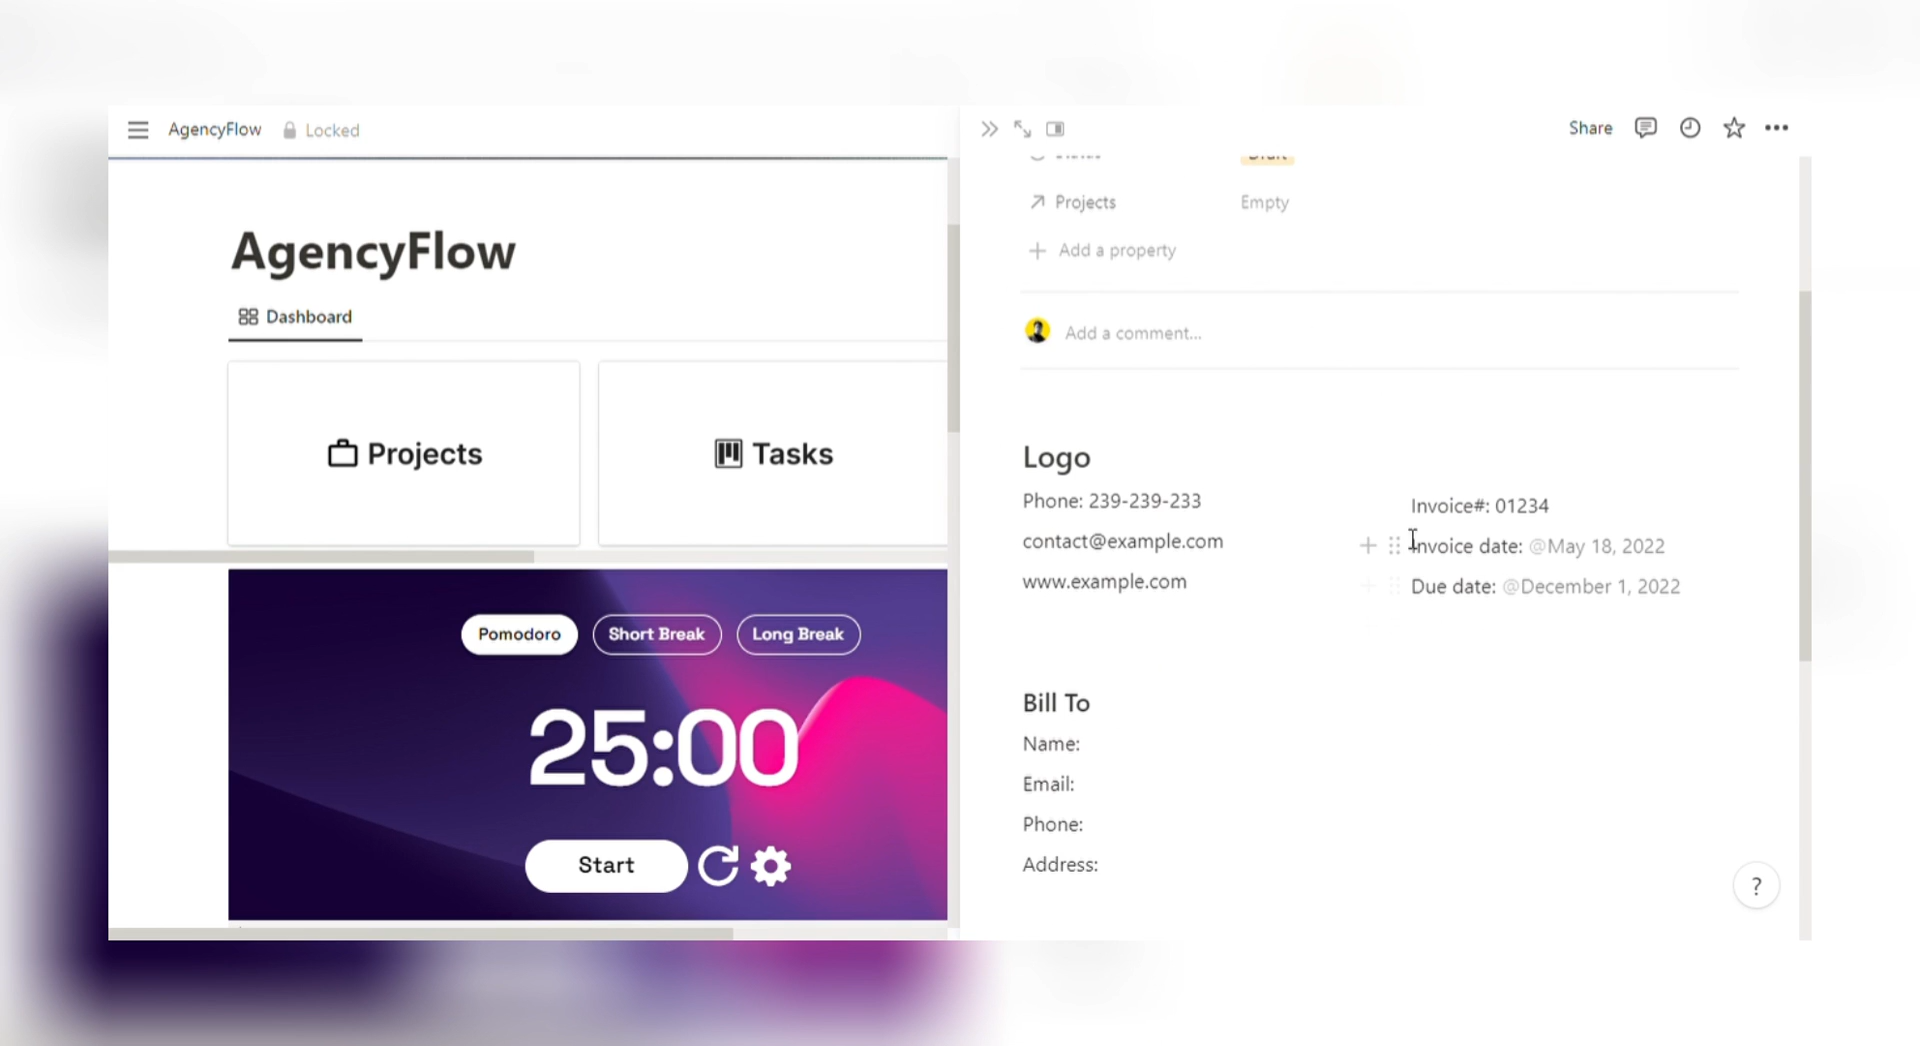 AgencyFlow Locked
AgencyFlow
Dashboard
Projects
Tasks
Pomodoro
Short Break
Long Break
25:00
Start
Share
Projects Empty
Add a property
Add a comment...
Logo
Phone: 239-239-233
contact@example.com
www.example.com
Invoice#: 01234
Invoice date: @May 18, 2022
Due date: @December 1, 2022
Bill To
Name:
Email:
Phone:
Address:
?